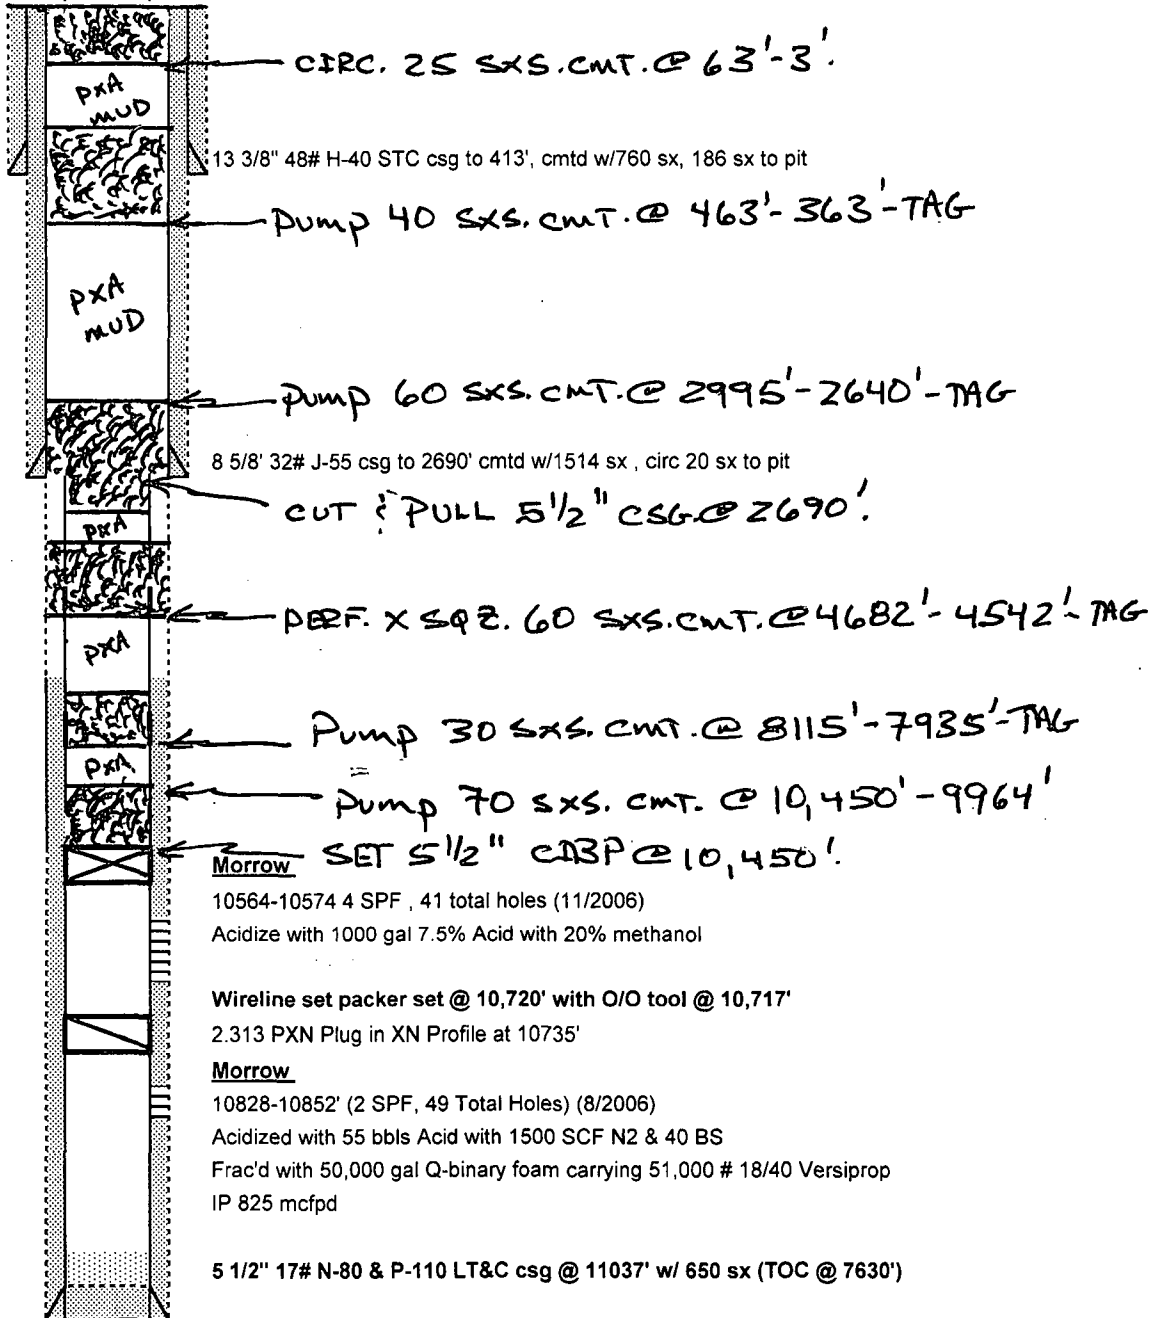 CIRC. 25 SXS. CMT. @ 63'-3'.
PXA
MUD
13 3/8" 48# H-40 STC csg to 413', cmtd w/760 sx, 186 sx to pit
Pump 40 SXS. CMT. @ 463'-363'-TAG
PXA
MUD
Pump 60 SXS. CMT. @ 2995'-2640'-TAG
8 5/8' 32# J-55 csg to 2690' cmtd w/1514 sx , circ 20 sx to pit
CUT & PULL 5 1/2" CSG. @ 2690'.
PXA
PERF. X SQZ. 60 SXS. CMT. @ 4682'-4542'-TAG
PXA
Pump 30 SXS. CMT. @ 8115'-7935'-TAG
PXA
Pump 70 SXS. CMT. @ 10,450'-9964'
SET 5 1/2" CIBP @ 10,450'.
Morrow
10564-10574 4 SPF , 41 total holes (11/2006)
Acidize with 1000 gal 7.5% Acid with 20% methanol
Wireline set packer set @ 10,720' with O/O tool @ 10,717'
2.313 PXN Plug in XN Profile at 10735'
Morrow
10828-10852' (2 SPF, 49 Total Holes) (8/2006)
Acidized with 55 bbls Acid with 1500 SCF N2 & 40 BS
Frac'd with 50,000 gal Q-binary foam carrying 51,000 # 18/40 Versiprop
IP 825 mcfpd
5 1/2" 17# N-80 & P-110 LT&C csg @ 11037' w/ 650 sx (TOC @ 7630')